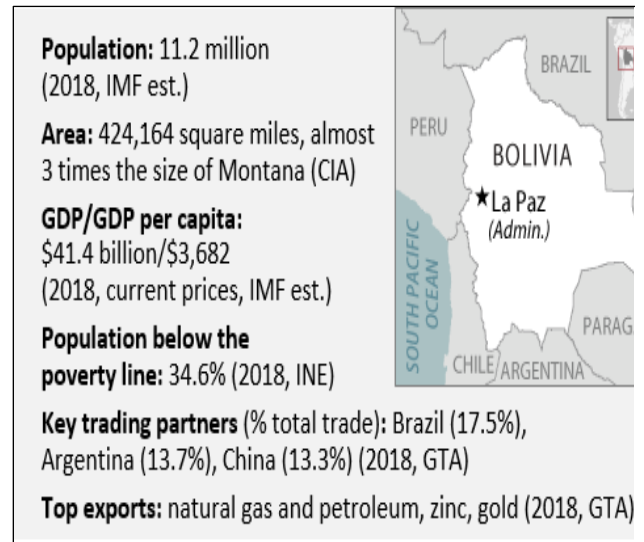 Population: 11.2 million
(2018, IMF est.)
Area: 424,164 square miles, almost
3 times the size of Montana (CIA)
GDP/GDP per capita:
$41.4 billion/$3,682
(2018, current prices, IMF est.)
Population below the
poverty line: 34.6% (2018, INE)
Key trading partners (% total trade): Brazil (17.5%),
Argentina (13.7%), China (13.3%) (2018, GTA)
Top exports: natural gas and petroleum, zinc, gold (2018, GTA)
BRAZIL
PERU
BOLIVIA
La Paz
(Admin.)
SOUTH PACIFIC
OCEAN
PARAG
CHILE
ARGENTINA